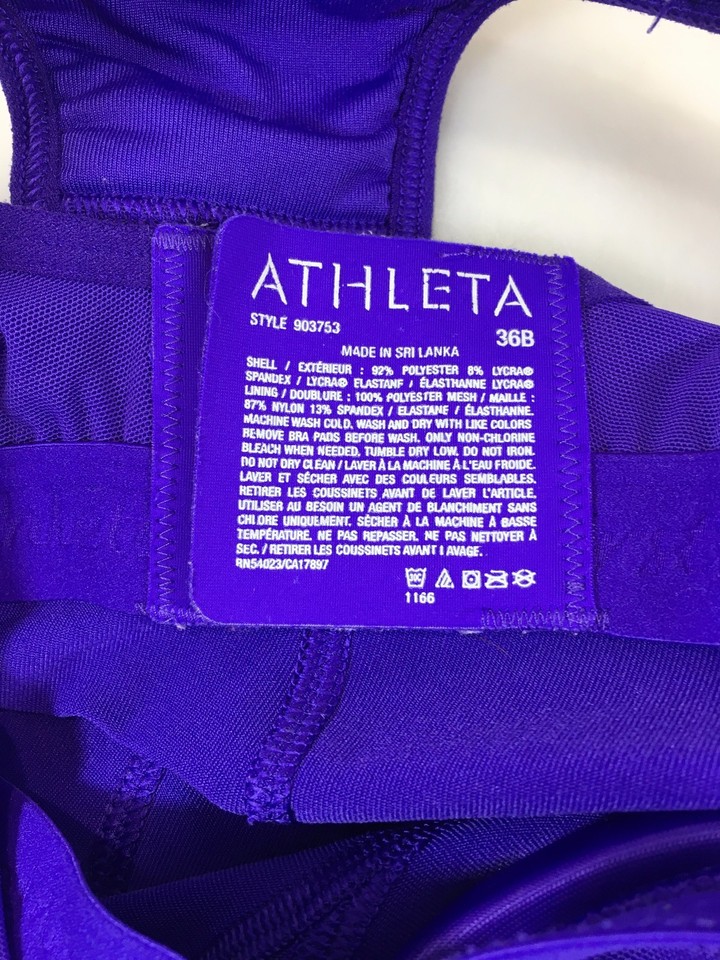 ATHLETA
STYLE 903753
36B
MADE IN SRI LANKA
SHELL / EXTÉRIEUR : 92% POLYESTER 8% LYCRA®
SPANDEX / LYCRA® ELASTANE / ÉLASTHANNE LYCRA®
LINING / DOUBLURE : 100% POLYESTER MESH / MAILLE :
87% NYLON 13% SPANDEX / ELASTANE / ÉLASTHANNE.
MACHINE WASH COLD, WASH AND DRY WITH LIKE COLORS
REMOVE BRA PADS BEFORE WASH. ONLY NON-CHLORINE
BLEACH WHEN NEEDED, TUMBLE DRY LOW. DO NOT IRON.
DO NOT DRY CLEAN / LAVER À LA MACHINE À L'EAU FROIDE.
LAVER ET SÉCHER AVEC DES COULEURS SEMBLABLES.
RETIRER LES COUSSINETS AVANT DE LAVER L'ARTICLE.
UTILISER AU BESOIN UN AGENT DE BLANCHIMENT SANS
CHLORE UNIQUEMENT. SÉCHER À LA MACHINE À BASSE
TEMPÉRATURE. NE PAS REPASSER. NE PAS NETTOYER À
SEC. / RETIRER LES COUSSINETS AVANT LAVAGE.
RN54023/CA17897
30C
1166